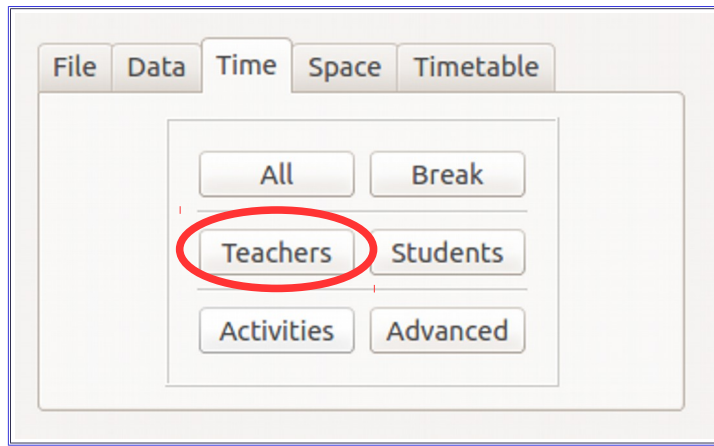 File Data Time Space Timetable
All Break
Teachers Students
Activities Advanced